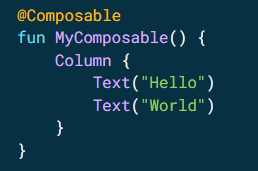 @Composable
fun MyComposable() {
    Column {
        Text("Hello")
        Text("World")
    }
}